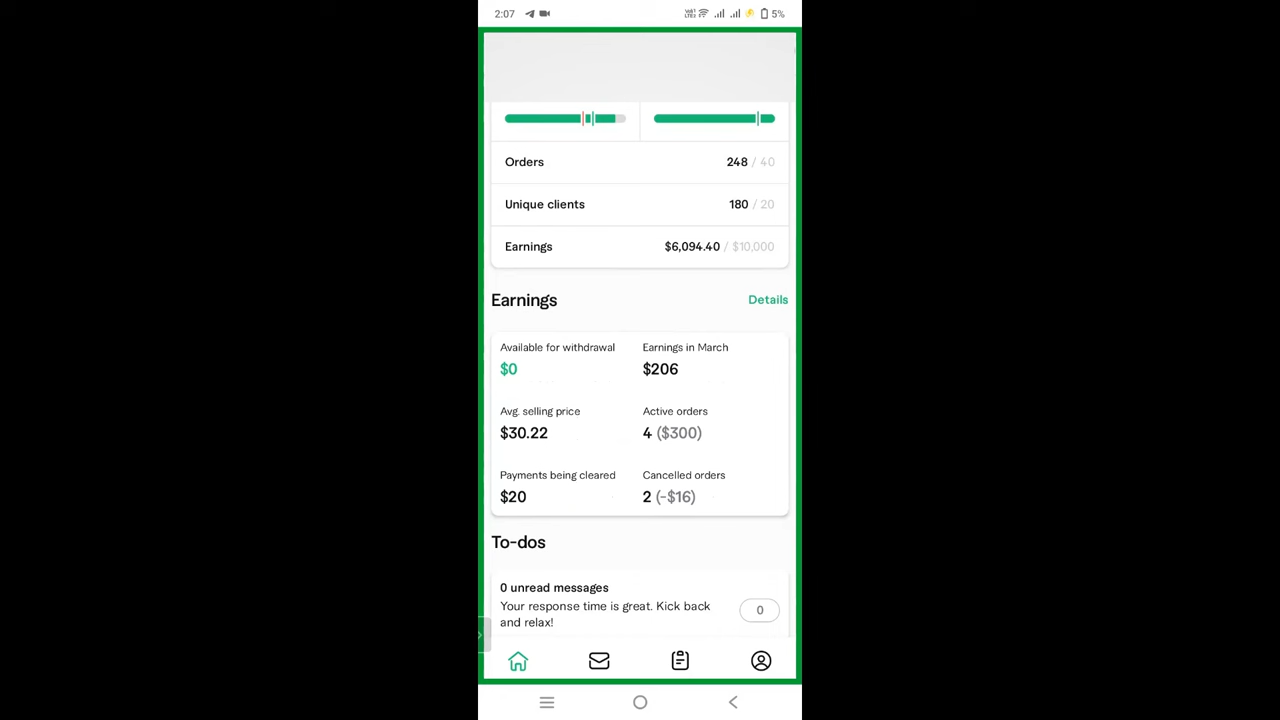 2:07
VoWi LTE2
5%
Orders 248 / 40
Unique clients 180 / 20
Earnings $6,094.40 / $10,000
Earnings Details
Available for withdrawal Earnings in March
$0 $206
Avg. selling price Active orders
$30.22 4 ($300)
Payments being cleared Cancelled orders
$20 2 (-$16)
To-dos
0 unread messages
Your response time is great. Kick back
and relax!
0